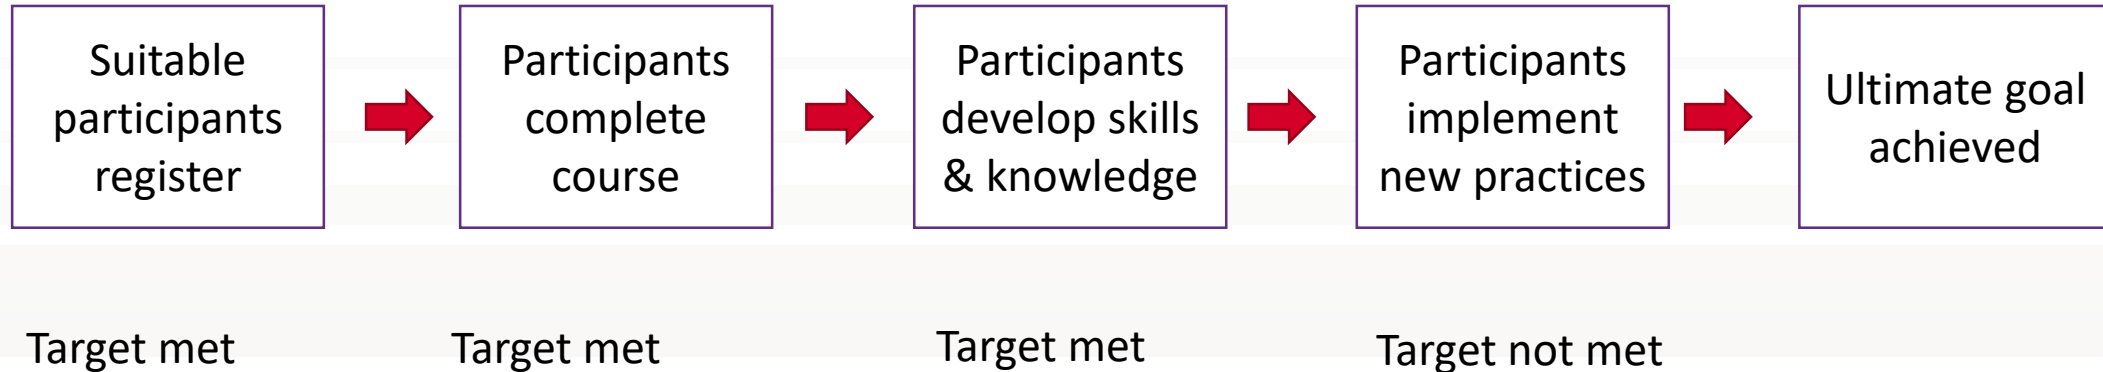 Suitable
participants
register
Participants
complete
course
Participants
develop skills
& knowledge
Participants
implement
new practices
Ultimate goal
achieved
Target met
Target met
Target met
Target not met